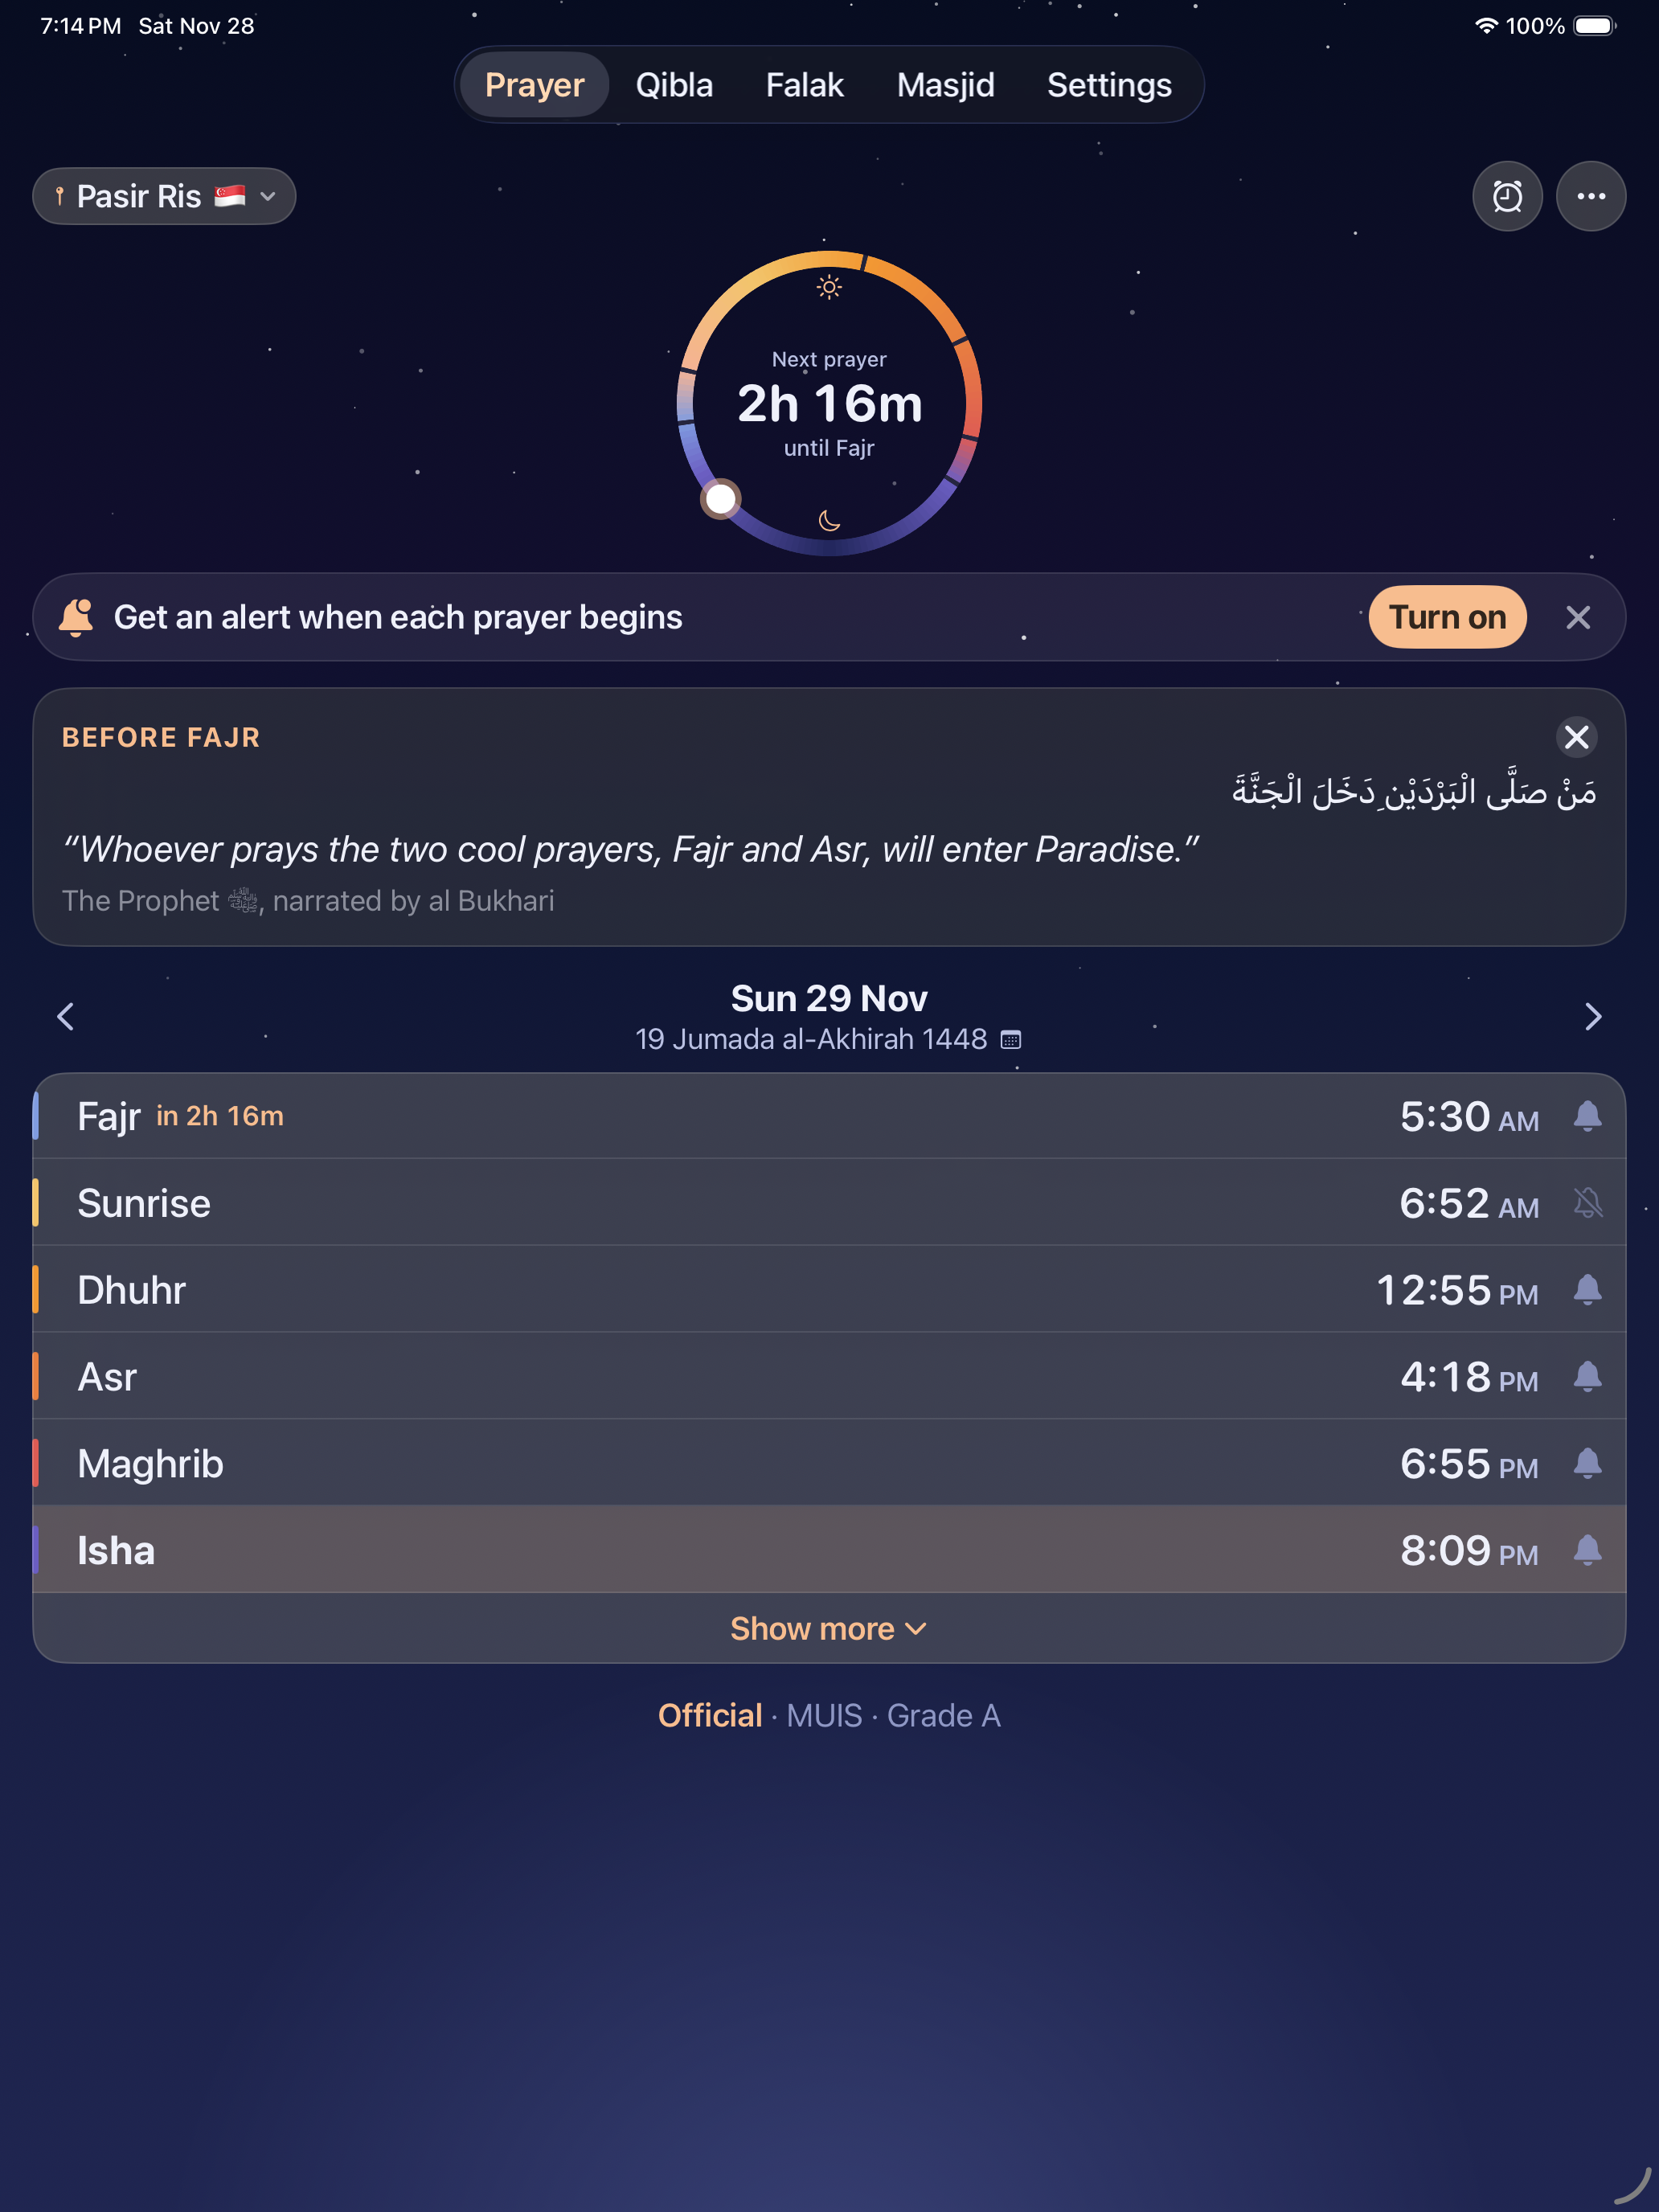 7:14 PM Sat Nov 28
100%
Prayer Qibla Falak Masjid Settings
Pasir Ris
Next prayer
2h 16m
until Fajr
Get an alert when each prayer begins
Turn on
BEFORE FAJR
مَنْ صَلَّى الْبَرْدَيْنِ دَخَلَ الْجَنَّةَ
“Whoever prays the two cool prayers, Fajr and Asr, will enter Paradise.”
The Prophet ﷺ, narrated by al Bukhari
Sun 29 Nov
19 Jumada al-Akhirah 1448
Fajr in 2h 16m 5:30 AM
Sunrise 6:52 AM
Dhuhr 12:55 PM
Asr 4:18 PM
Maghrib 6:55 PM
Isha 8:09 PM
Show more
Official · MUIS · Grade A